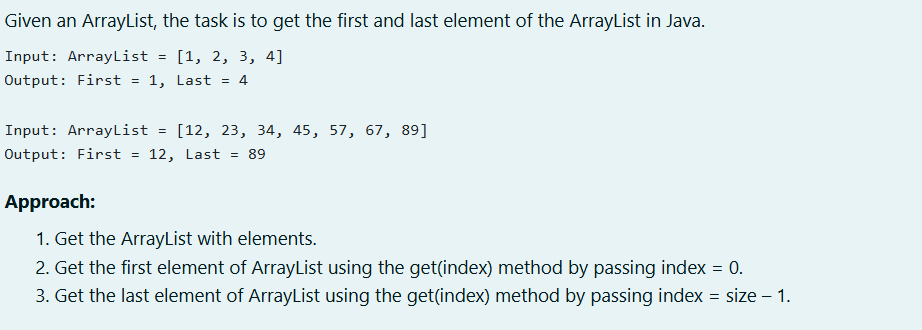 Given an ArrayList, the task is to get the first and last element of the ArrayList in Java.
Input: ArrayList = [1, 2, 3, 4]
Output: First = 1, Last = 4
Input: ArrayList = [12, 23, 34, 45, 57, 67, 89]
Output: First = 12, Last = 89
Approach:
1. Get the ArrayList with elements.
2. Get the first element of ArrayList using the get(index) method by passing index = 0.
3. Get the last element of ArrayList using the get(index) method by passing index = size – 1.